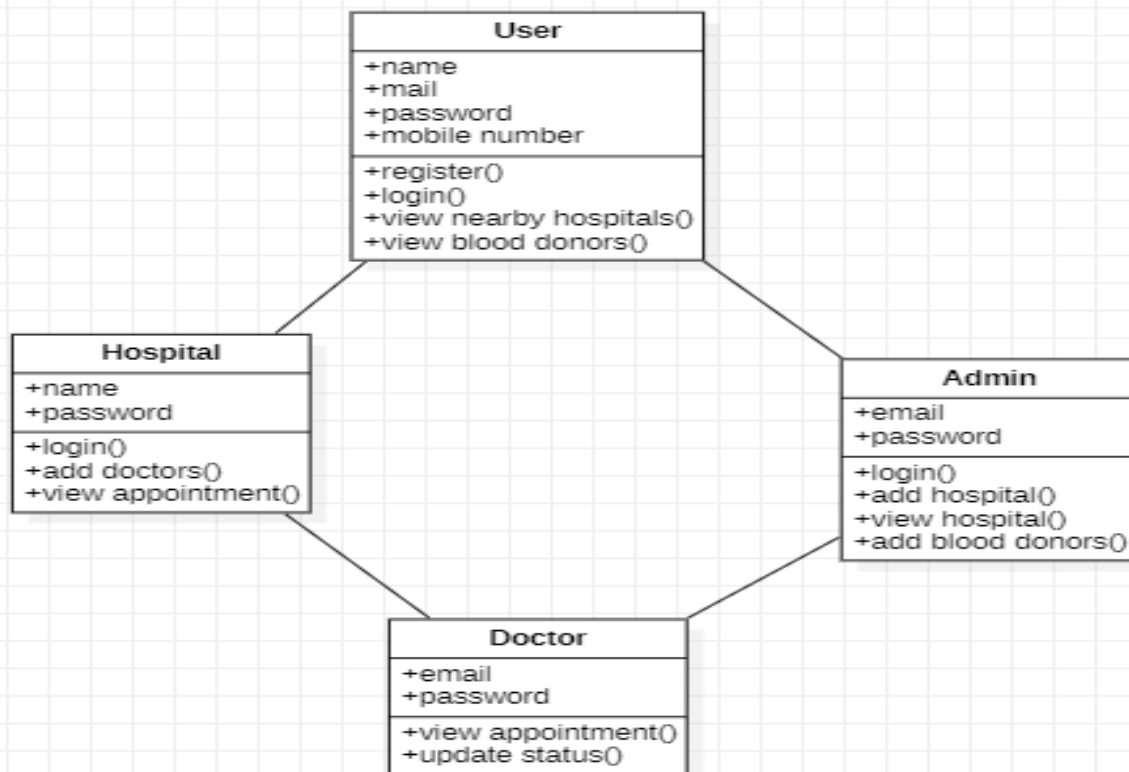 User
+name
+mail
+password
+mobile number
+register()
+login()
+view nearby hospitals()
+view blood donors()
Hospital
+name
+password
+login()
+add doctors()
+view appointment()
Admin
+email
+password
+login()
+add hospital()
+view hospital()
+add blood donors()
Doctor
+email
+password
+view appointment()
+update status()